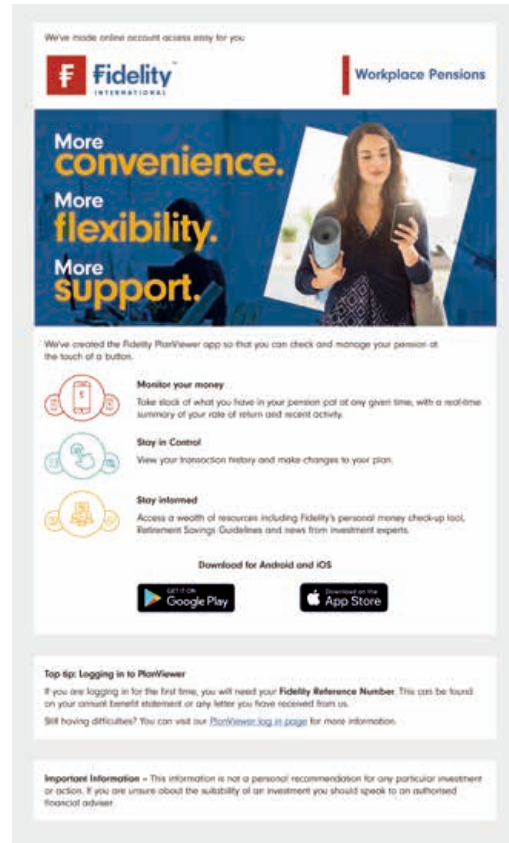 We've made online account access easy for you
Fidelity™
INTERNATIONAL
Workplace Pensions
More
convenience.
More
flexibility.
More
support.
We've created the Fidelity PlanViewer app so that you can check and manage your pension at
the touch of a button.
Monitor your money
Take stock of what you have in your pension pot at any given time, with a real-time
summary of your rate of return and recent activity.
Stay in Control
View your transaction history and make changes to your plan.
Stay informed
Access a wealth of resources including Fidelity's personal money check-up tool,
Retirement Savings Guidelines and news from investment experts.
Download for Android and iOS
GET IT ON
Google Play
Download on the
App Store
Top tip: Logging in to PlanViewer
If you are logging in for the first time, you will need your Fidelity Reference Number. This can be found
on your annual benefit statement or any letter you have received from us.
Still having difficulties? You can visit our PlanViewer log in page for more information.
Important Information – This information is not a personal recommendation for any particular investment
or action. If you are unsure about the suitability of an investment you should speak to an authorised
financial adviser.